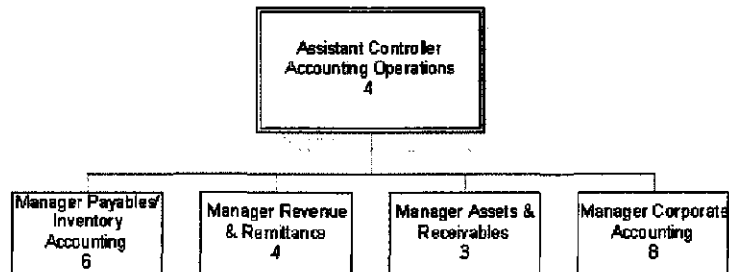 Assistant Controller
Accounting Operations
4
Manager Payables/
Inventory
Accounting
6
Manager Revenue
& Remittance
4
Manager Assets &
Receivables
3
Manager Corporate
Accounting
8